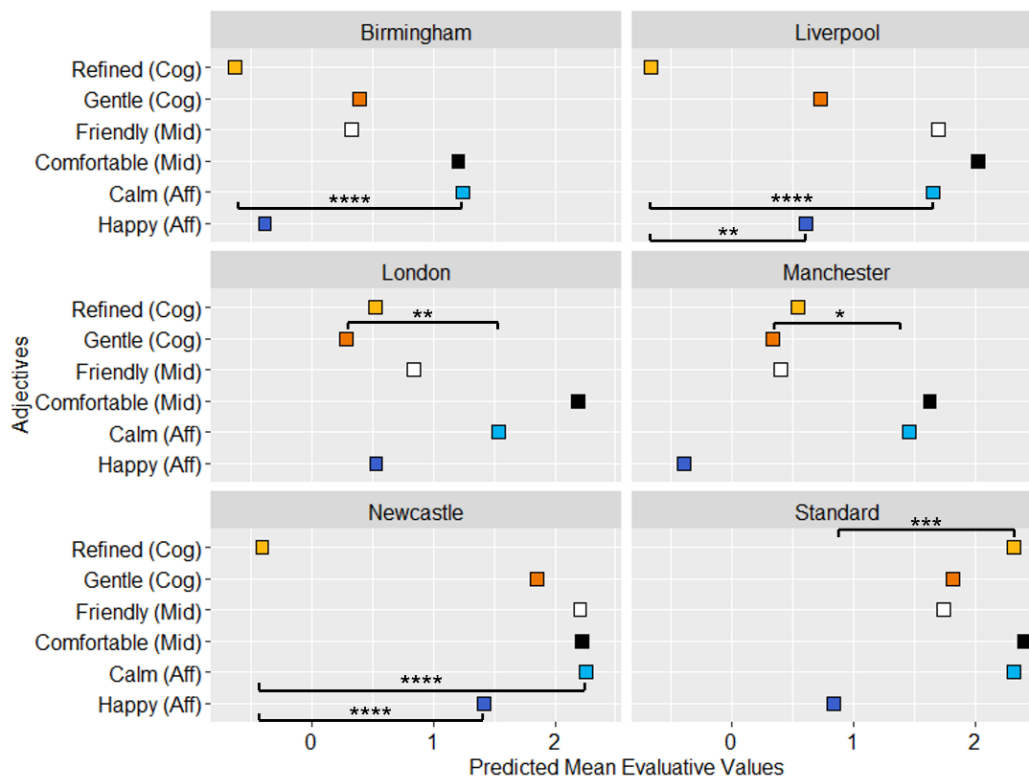 Birmingham
Liverpool
Refined (Cog)
Gentle (Cog)
Friendly (Mid)
Comfortable (Mid)
Calm (Aff)
Happy (Aff)
****
****
**
London
Manchester
Refined (Cog)
Gentle (Cog)
Friendly (Mid)
Comfortable (Mid)
Calm (Aff)
Happy (Aff)
**
*
Adjectives
Newcastle
Standard
Refined (Cog)
Gentle (Cog)
Friendly (Mid)
Comfortable (Mid)
Calm (Aff)
Happy (Aff)
***
****
****
0 1 2 0 1 2
Predicted Mean Evaluative Values